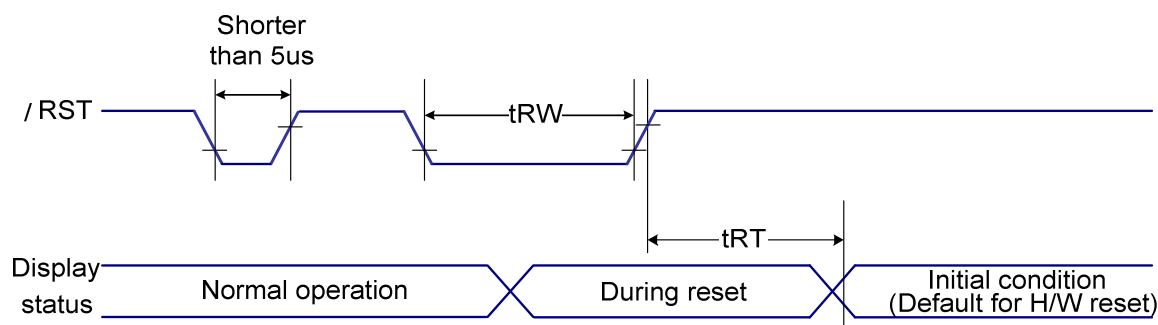 Shorter
than 5us
/ RST
tRW
tRT
Display
status
Normal operation
During reset
Initial condition
(Default for H/W reset)